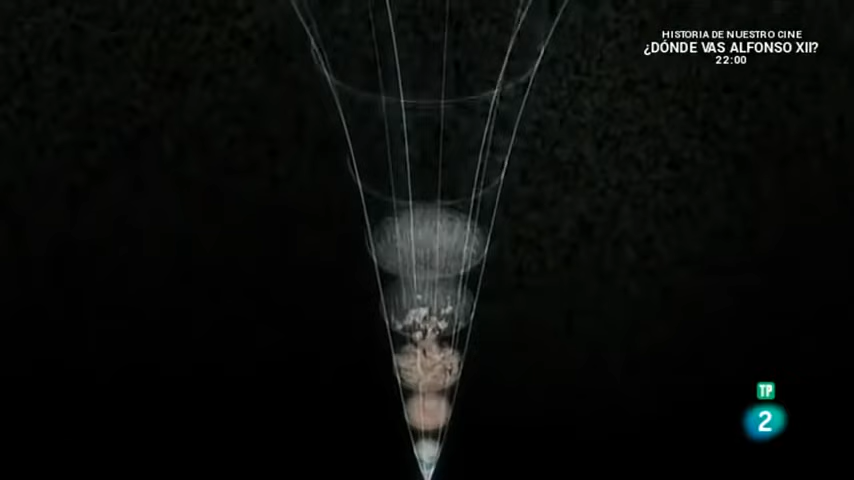 HISTORIA DE NUESTRO CINE
¿DÓNDE VAS ALFONSO XII?
22:00
TP
2